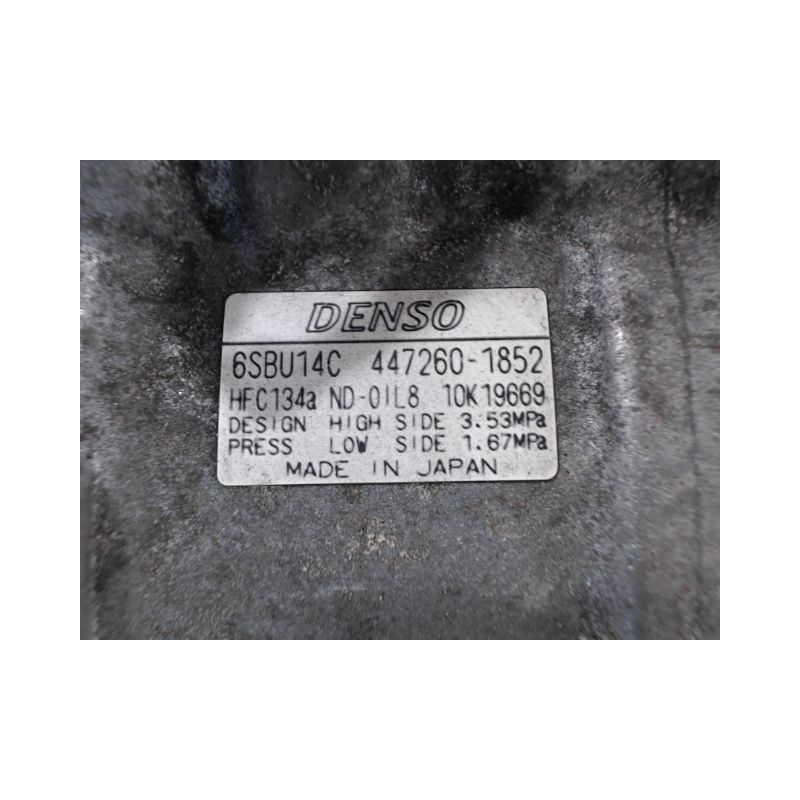 DENSO
6SBU14C 447260-1852
HFC134a ND-OIL8 10K19669
DESIGN HIGH SIDE 3.53MPa
PRESS LOW SIDE 1.67MPa
MADE IN JAPAN